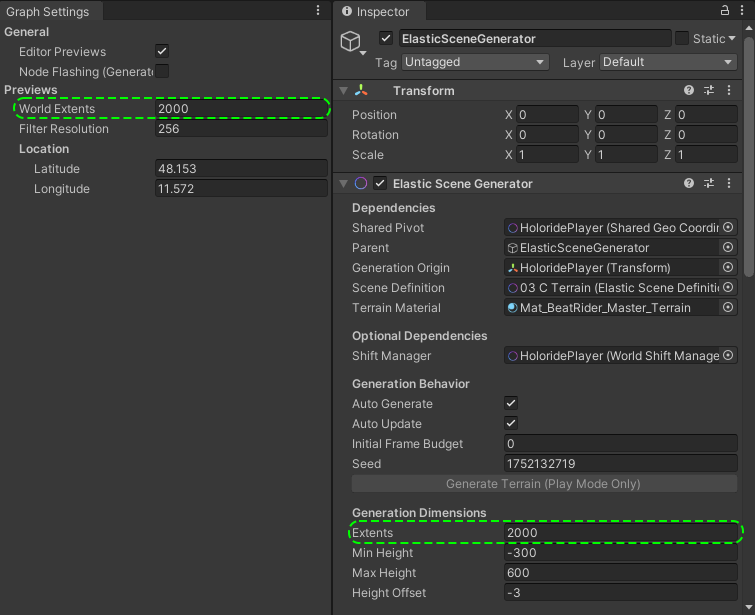 Graph Settings
General
Editor Previews
Node Flashing (Generat
Previews
World Extents 2000
Filter Resolution 256
Location
Latitude 48.153
Longitude 11.572
Inspector
ElasticSceneGenerator Static
Tag Untagged Layer Default
Transform
Position X 0 Y 0 Z 0
Rotation X 0 Y 0 Z 0
Scale X 1 Y 1 Z 1
Elastic Scene Generator
Dependencies
Shared Pivot HoloridePlayer (Shared Geo Coordin
Parent ElasticSceneGenerator
Generation Origin HoloridePlayer (Transform)
Scene Definition 03 C Terrain (Elastic Scene Definitio
Terrain Material Mat_BeatRider_Master_Terrain
Optional Dependencies
Shift Manager HoloridePlayer (World Shift Manage
Generation Behavior
Auto Generate
Auto Update
Initial Frame Budget 0
Seed 1752132719
Generate Terrain (Play Mode Only)
Generation Dimensions
Extents 2000
Min Height -300
Max Height 600
Height Offset -3